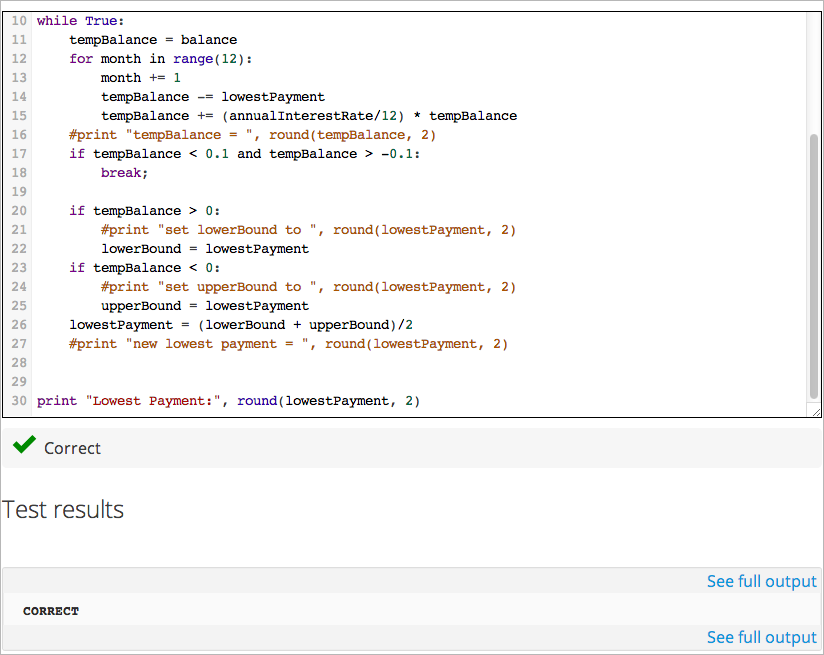 10 while True:
11     tempBalance = balance
12     for month in range(12):
13         month += 1
14         tempBalance -= lowestPayment
15         tempBalance += (annualInterestRate/12) * tempBalance
16     #print "tempBalance = ", round(tempBalance, 2)
17     if tempBalance < 0.1 and tempBalance > -0.1:
18         break;
19
20     if tempBalance > 0:
21         #print "set lowerBound to ", round(lowestPayment, 2)
22         lowerBound = lowestPayment
23     if tempBalance < 0:
24         #print "set upperBound to ", round(lowestPayment, 2)
25         upperBound = lowestPayment
26     lowestPayment = (lowerBound + upperBound)/2
27     #print "new lowest payment = ", round(lowestPayment, 2)
28
29
30 print "Lowest Payment:", round(lowestPayment, 2)
Correct
Test results
See full output
CORRECT
See full output